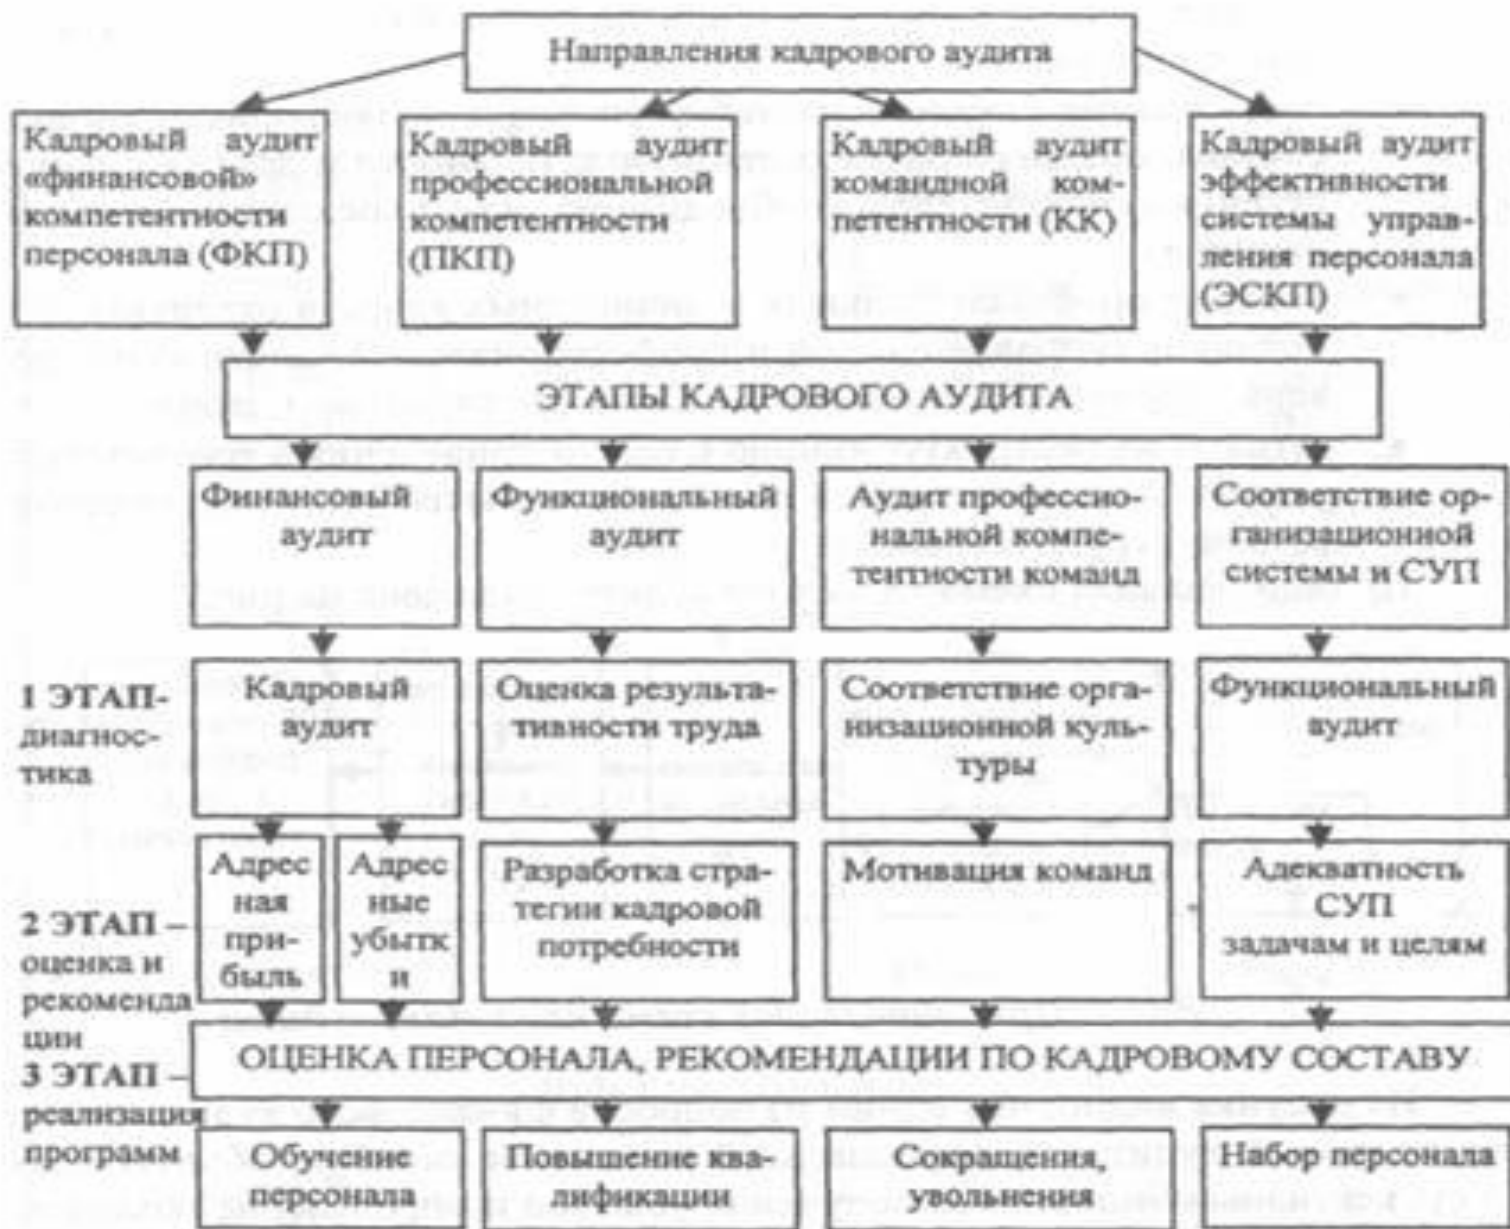 Направления кадрового аудита
Кадровый аудит
«финансовой»
компетентности
персонала (ФКП)
Кадровый аудит
профессиональной
компетентности
(ПКП)
Кадровый аудит
командной ком-
петентности (КК)
Кадровый аудит
эффективности
системы управ-
ления персонала
(ЭСКП)
ЭТАПЫ КАДРОВОГО АУДИТА
Финансовый
аудит
Функциональный
аудит
Аудит профессио-
нальной компе-
тентности команд
Соответствие ор-
ганизационной
системы и СУП
1 ЭТАП-
диагнос-
тика
Кадровый
аудит
Оценка результа-
тивности труда
Соответствие орга-
низационной куль-
туры
Функциональный
аудит
2 ЭТАП –
оценка и
рекоменда
ции
Адрес
ная
при-
быль
Адрес
ные
убытк
и
Разработка стра-
тегии кадровой
потребности
Мотивация команд
Адекватность
СУП
задачам и целям
ОЦЕНКА ПЕРСОНАЛА, РЕКОМЕНДАЦИИ ПО КАДРОВОМУ СОСТАВУ
3 ЭТАП –
реализация
программ
Обучение
персонала
Повышение ква-
лификации
Сокращения,
увольнения
Набор персонала